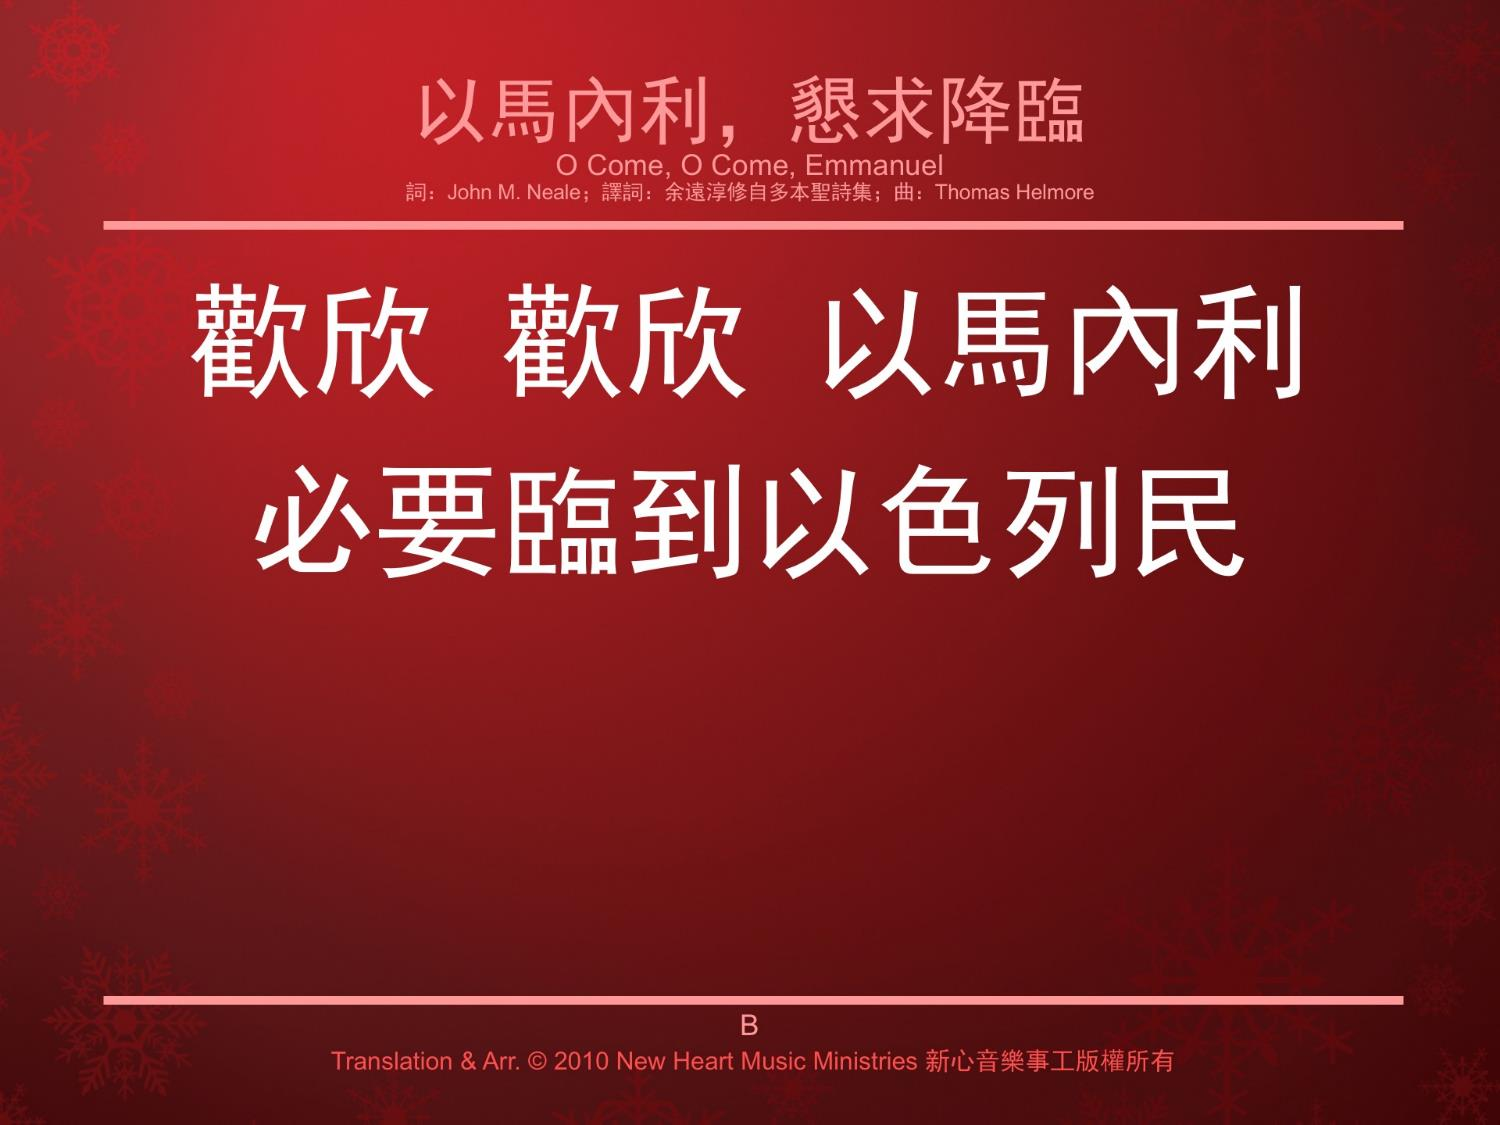 以馬內利，懇求降臨
O Come, O Come, Emmanuel
詞：John M. Neale；譯詞：余遠淳修自多本聖詩集；曲：Thomas Helmore
歡欣 歡欣 以馬內利
必要臨到以色列民
B
Translation & Arr. © 2010 New Heart Music Ministries 新心音樂事工版權所有